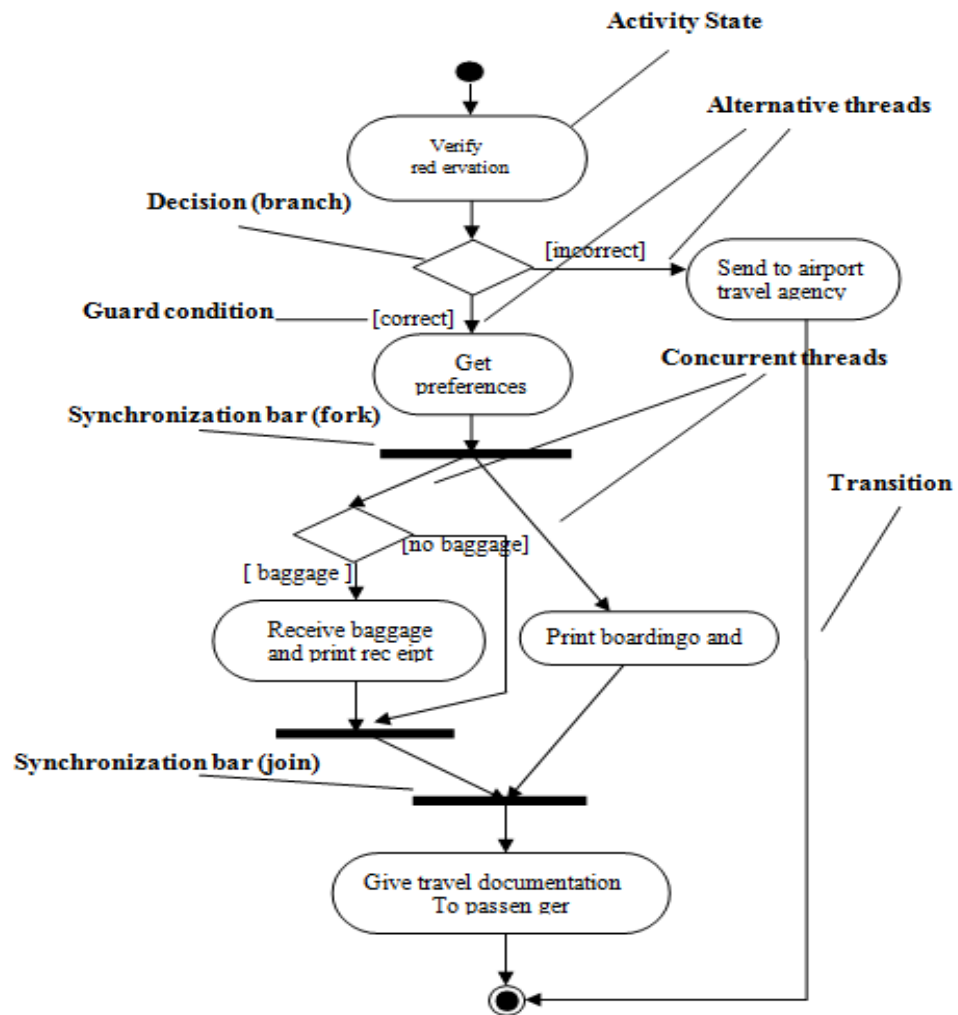 Activity State
Alternative threads
Verify
red ervation
Decision (branch)
[incorrect]
Send to airport
travel agency
Guard condition
[correct]
Get
preferences
Concurrent threads
Synchronization bar (fork)
Transition
[no baggage]
[ baggage ]
Receive baggage
and print rec eipt
Print boardingo and
Synchronization bar (join)
Give travel documentation
To passen ger